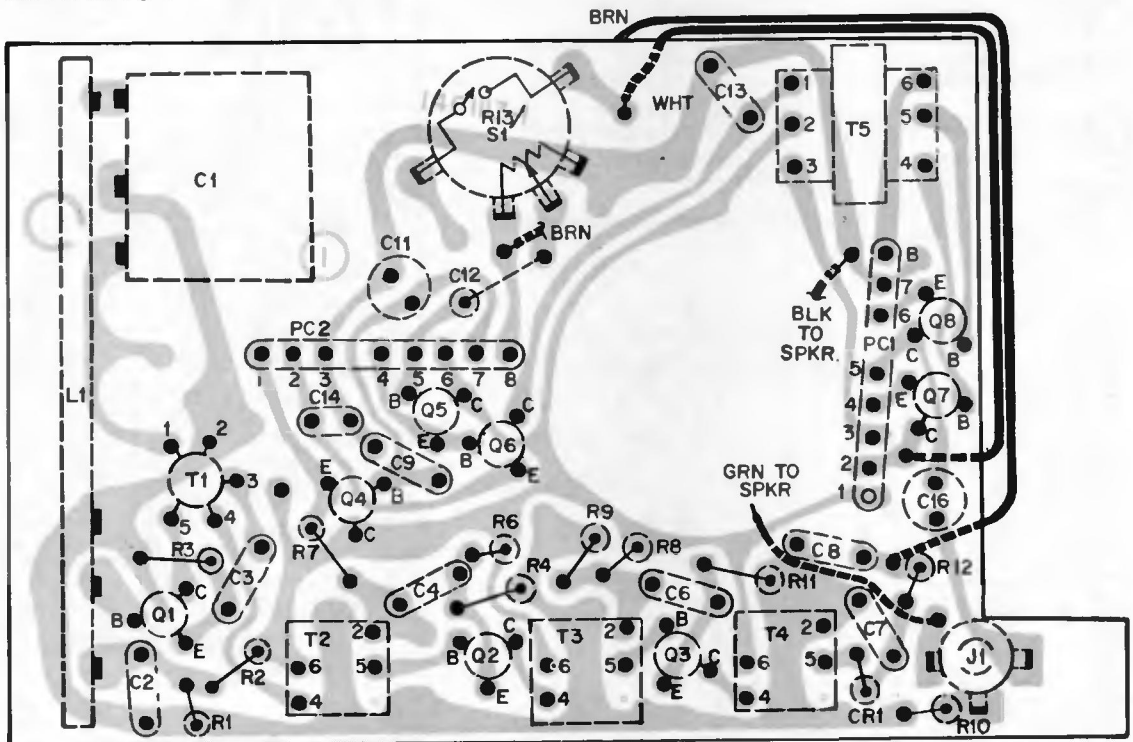 BRN
WHT
C13
1
2
3
T5
6
5
4
R13/
S1
C1
BRN
C11
C12
BLK
TO
SPKR.
8
7
6
PC1
5
4
3
2
1
E
Q8
C
B
E
Q7
C
B
PC2
1 2 3 4 5 6 7 8
L1
C14
B
Q5
C
E
C
Q6
B
E
C9
1
2
T1
3
5
4
E
Q4
B
C
GRN TO
SPKR
C16
R3
C3
R7
R6
R9
R8
R4
C4
R11
C8
R12
C
Q1
B
E
C6
C7
C2
R2
R1
T2
2
6
5
4
B
C
Q2
E
T3
2
6
5
4
B
Q3
C
E
T4
2
6
5
4
J1
CR1
R10